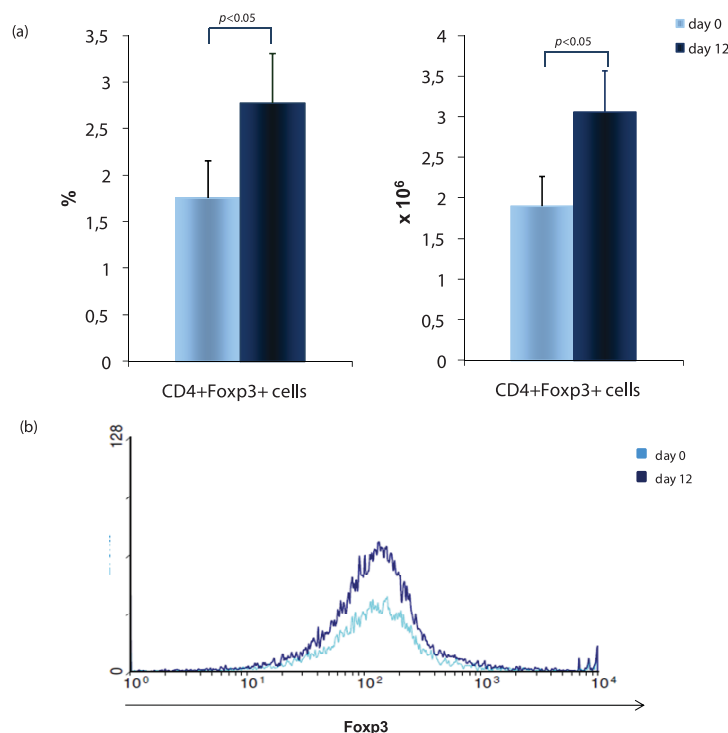 (a)
p<0.05
3,5
3
2,5
2
1,5
1
0,5
0
%
CD4+Foxp3+ cells
p<0.05
4
3,5
3
2,5
2
1,5
1
0,5
0
x 10⁶
CD4+Foxp3+ cells
day 0
day 12
(b)
128
0
10⁰ 10¹ 10² 10³ 10⁴
Foxp3
day 0
day 12